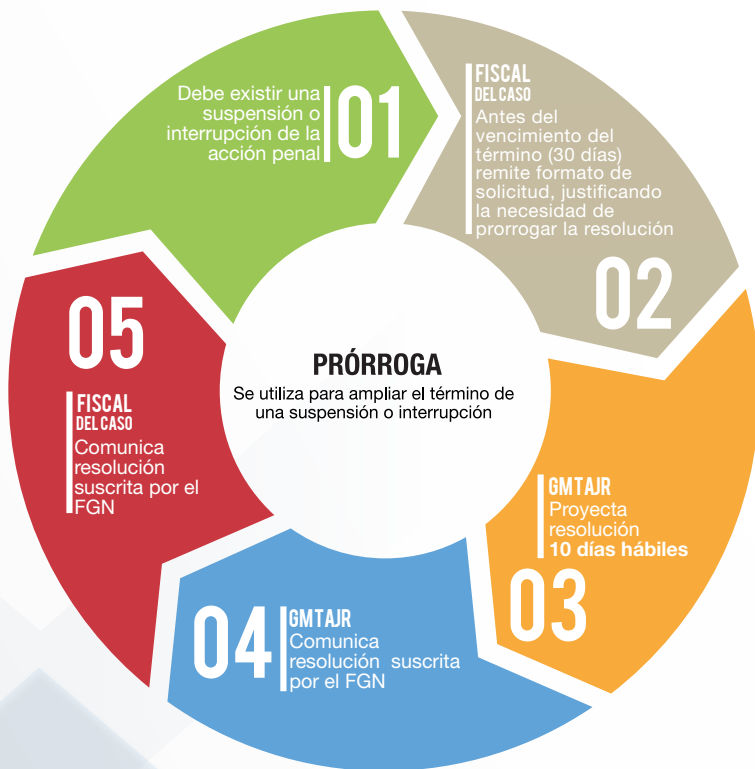 PRÓRROGA
Se utiliza para ampliar el término de
una suspensión o interrupción
01
Debe existir una
suspensión o
interrupción de la
acción penal
FISCAL
DEL CASO
Antes del
vencimiento del
término (30 días)
remite formato de
solicitud, justificando
la necesidad de
prorrogar la resolución
02
GMTAJR
Proyecta
resolución
10 días hábiles
03
04
GMTAJR
Comunica
resolución suscrita
por el FGN
05
FISCAL
DEL CASO
Comunica
resolución
suscrita por el
FGN